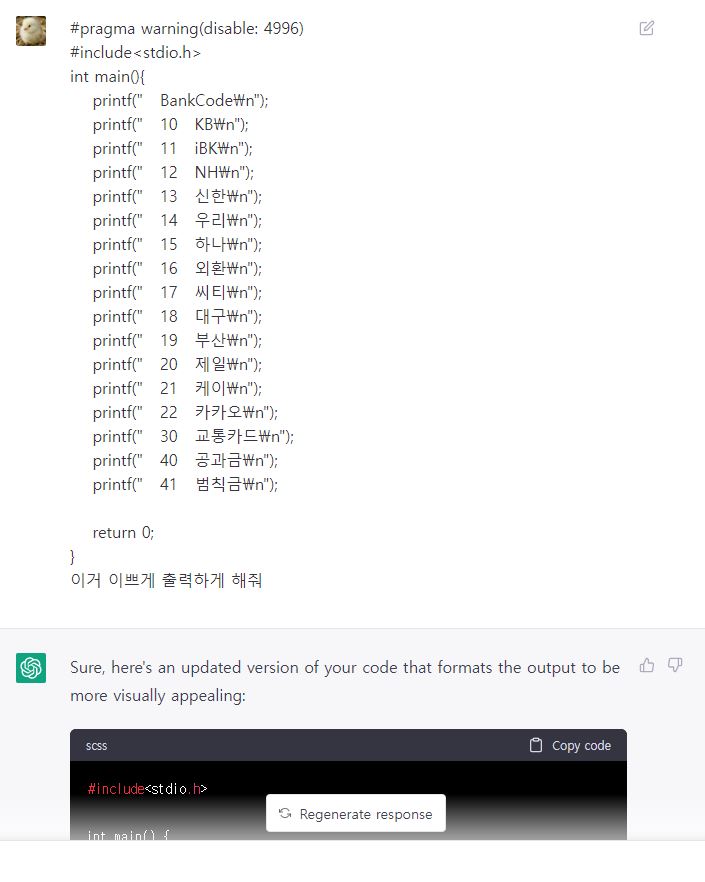 #pragma warning(disable: 4996)
#include<stdio.h>
int main(){
printf("    BankCode₩n");
printf("    10    KB₩n");
printf("    11    iBK₩n");
printf("    12    NH₩n");
printf("    13    신한₩n");
printf("    14    우리₩n");
printf("    15    하나₩n");
printf("    16    외환₩n");
printf("    17    씨티₩n");
printf("    18    대구₩n");
printf("    19    부산₩n");
printf("    20    제일₩n");
printf("    21    케이₩n");
printf("    22    카카오₩n");
printf("    30    교통카드₩n");
printf("    40    공과금₩n");
printf("    41    범칙금₩n");
return 0;
}
이거 이쁘게 출력하게 해줘
Sure, here's an updated version of your code that formats the output to be
more visually appealing:
scss
Copy code
#include<stdio.h>
Regenerate response
int main() {